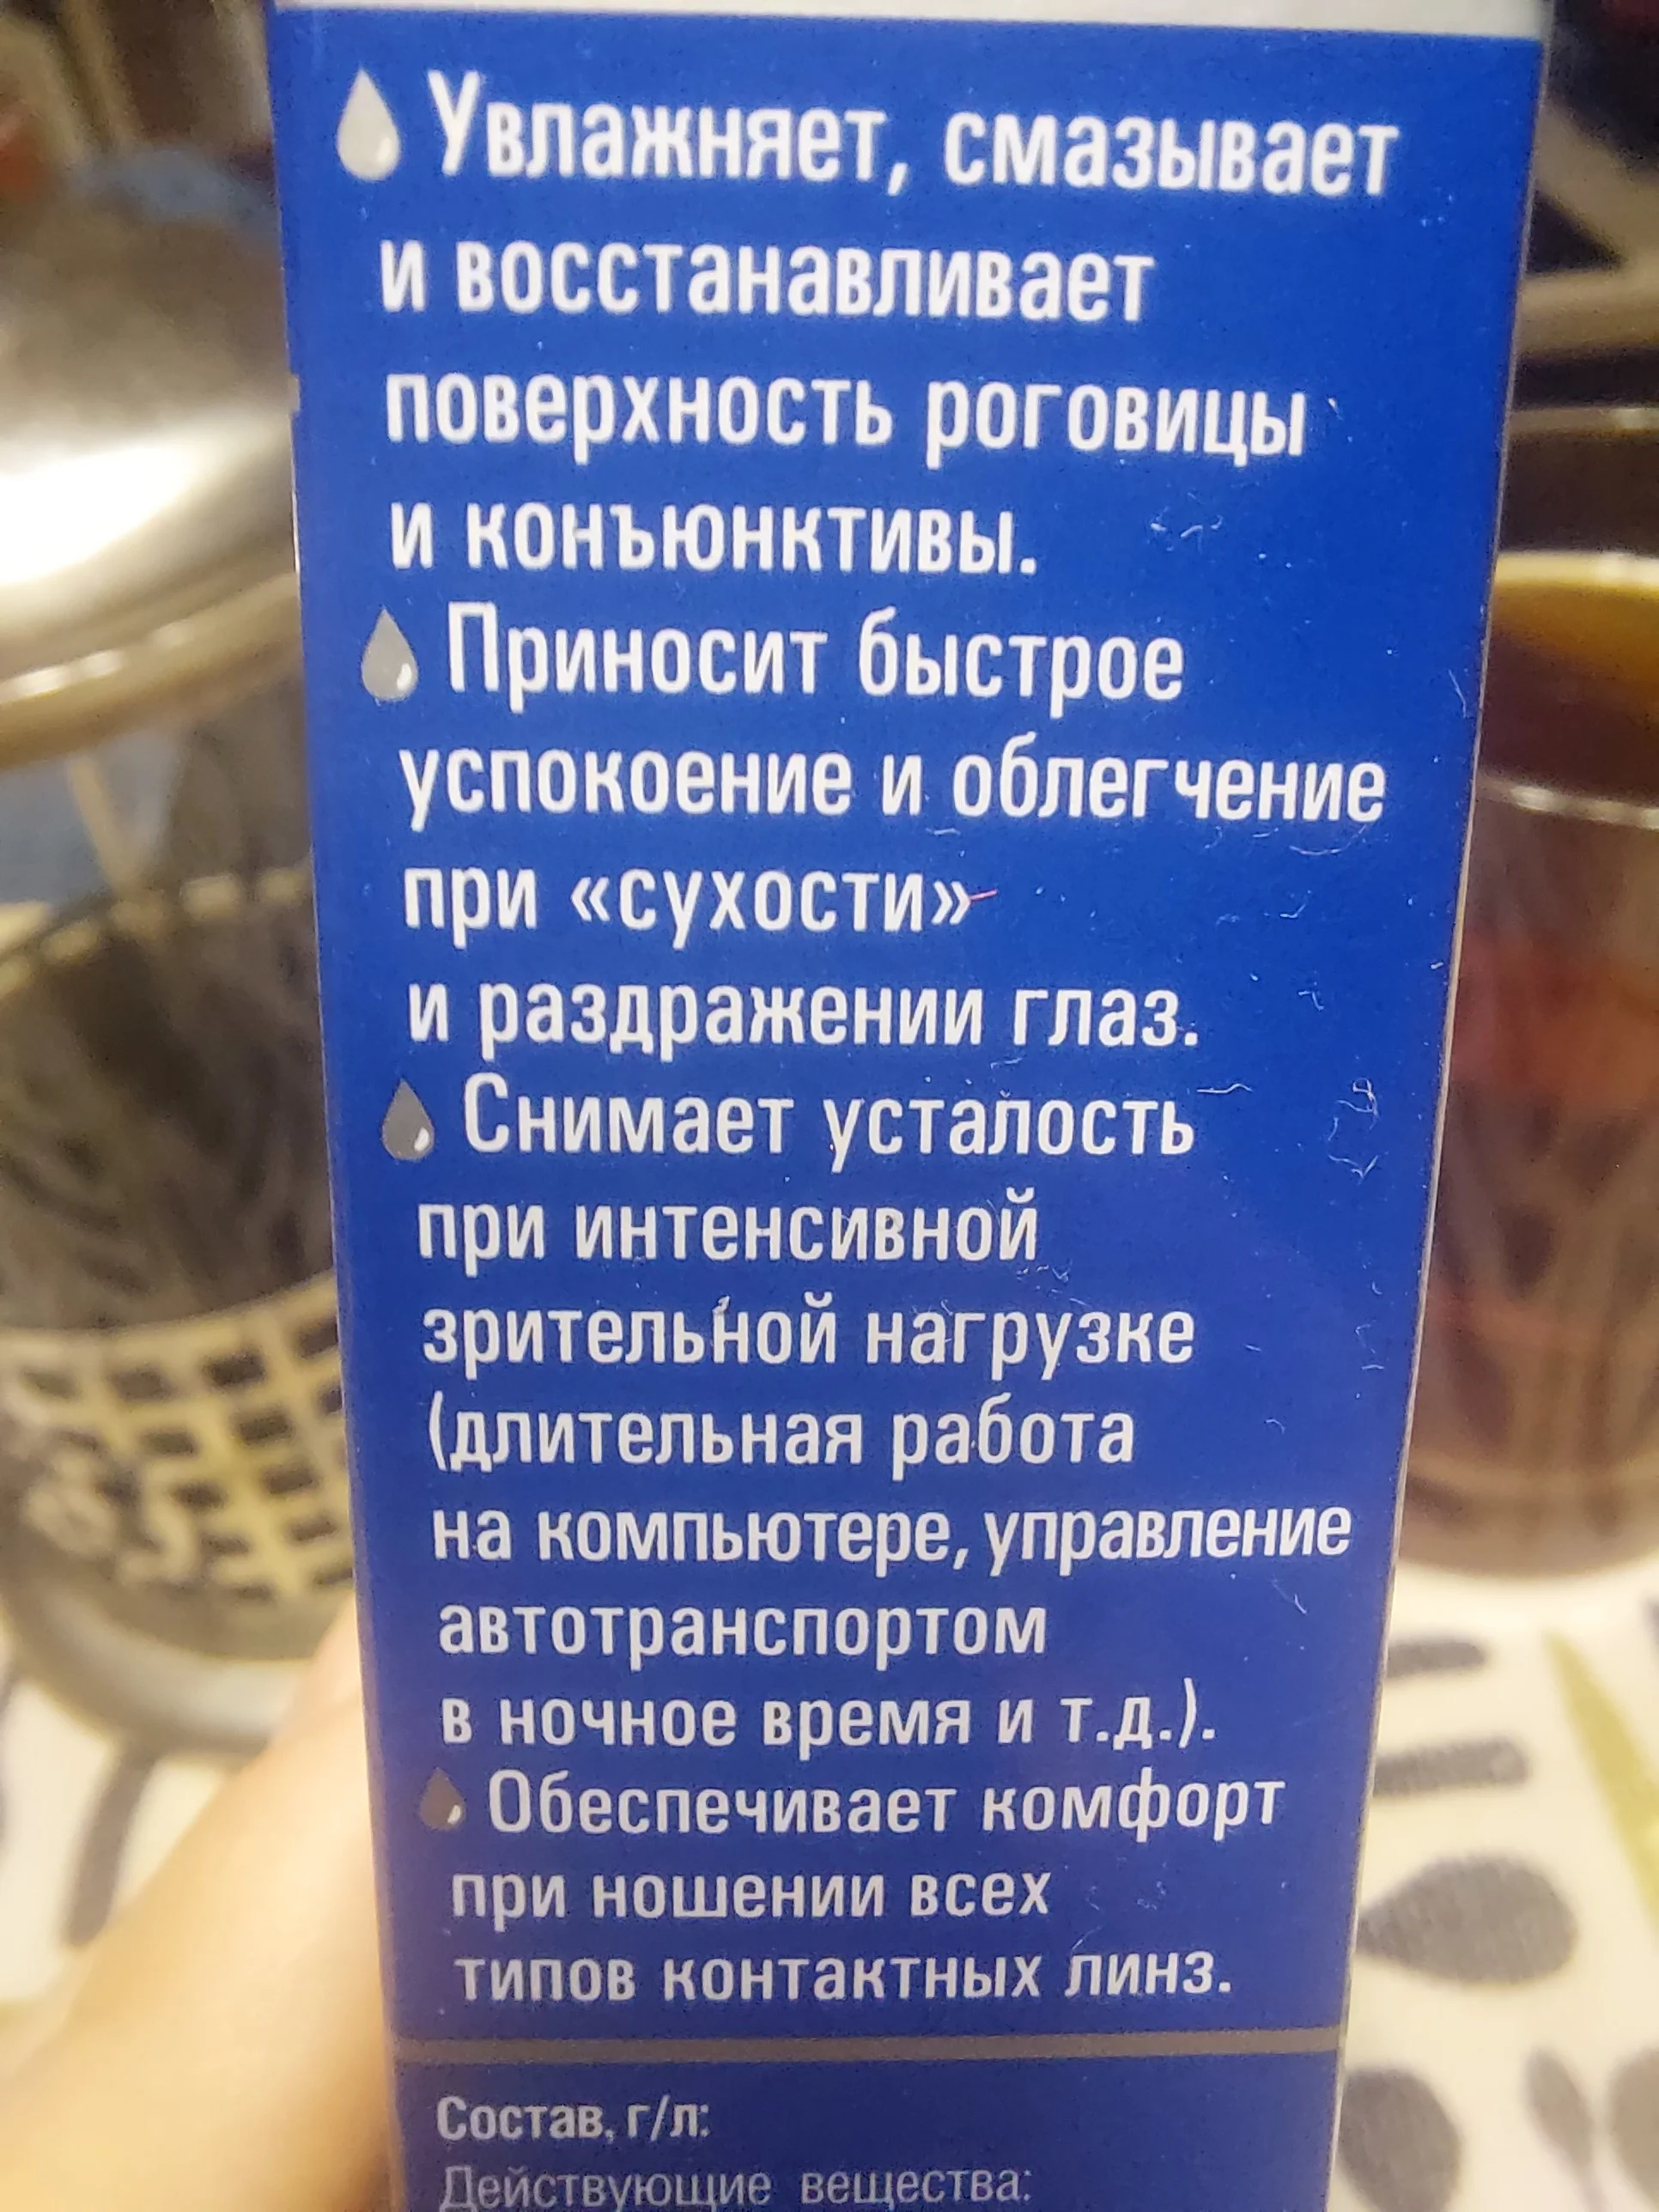 Увлажняет, смазывает
и восстанавливает
поверхность роговицы
и конъюнктивы.
Приносит быстрое
успокоение и облегчение
при «сухости»
и раздражении глаз.
Снимает усталость
при интенсивной
зрительной нагрузке
(длительная работа
на компьютере, управление
автотранспортом
в ночное время и т.д.).
Обеспечивает комфорт
при ношении всех
типов контактных линз.
Состав, г/л:
Действующие вещества: